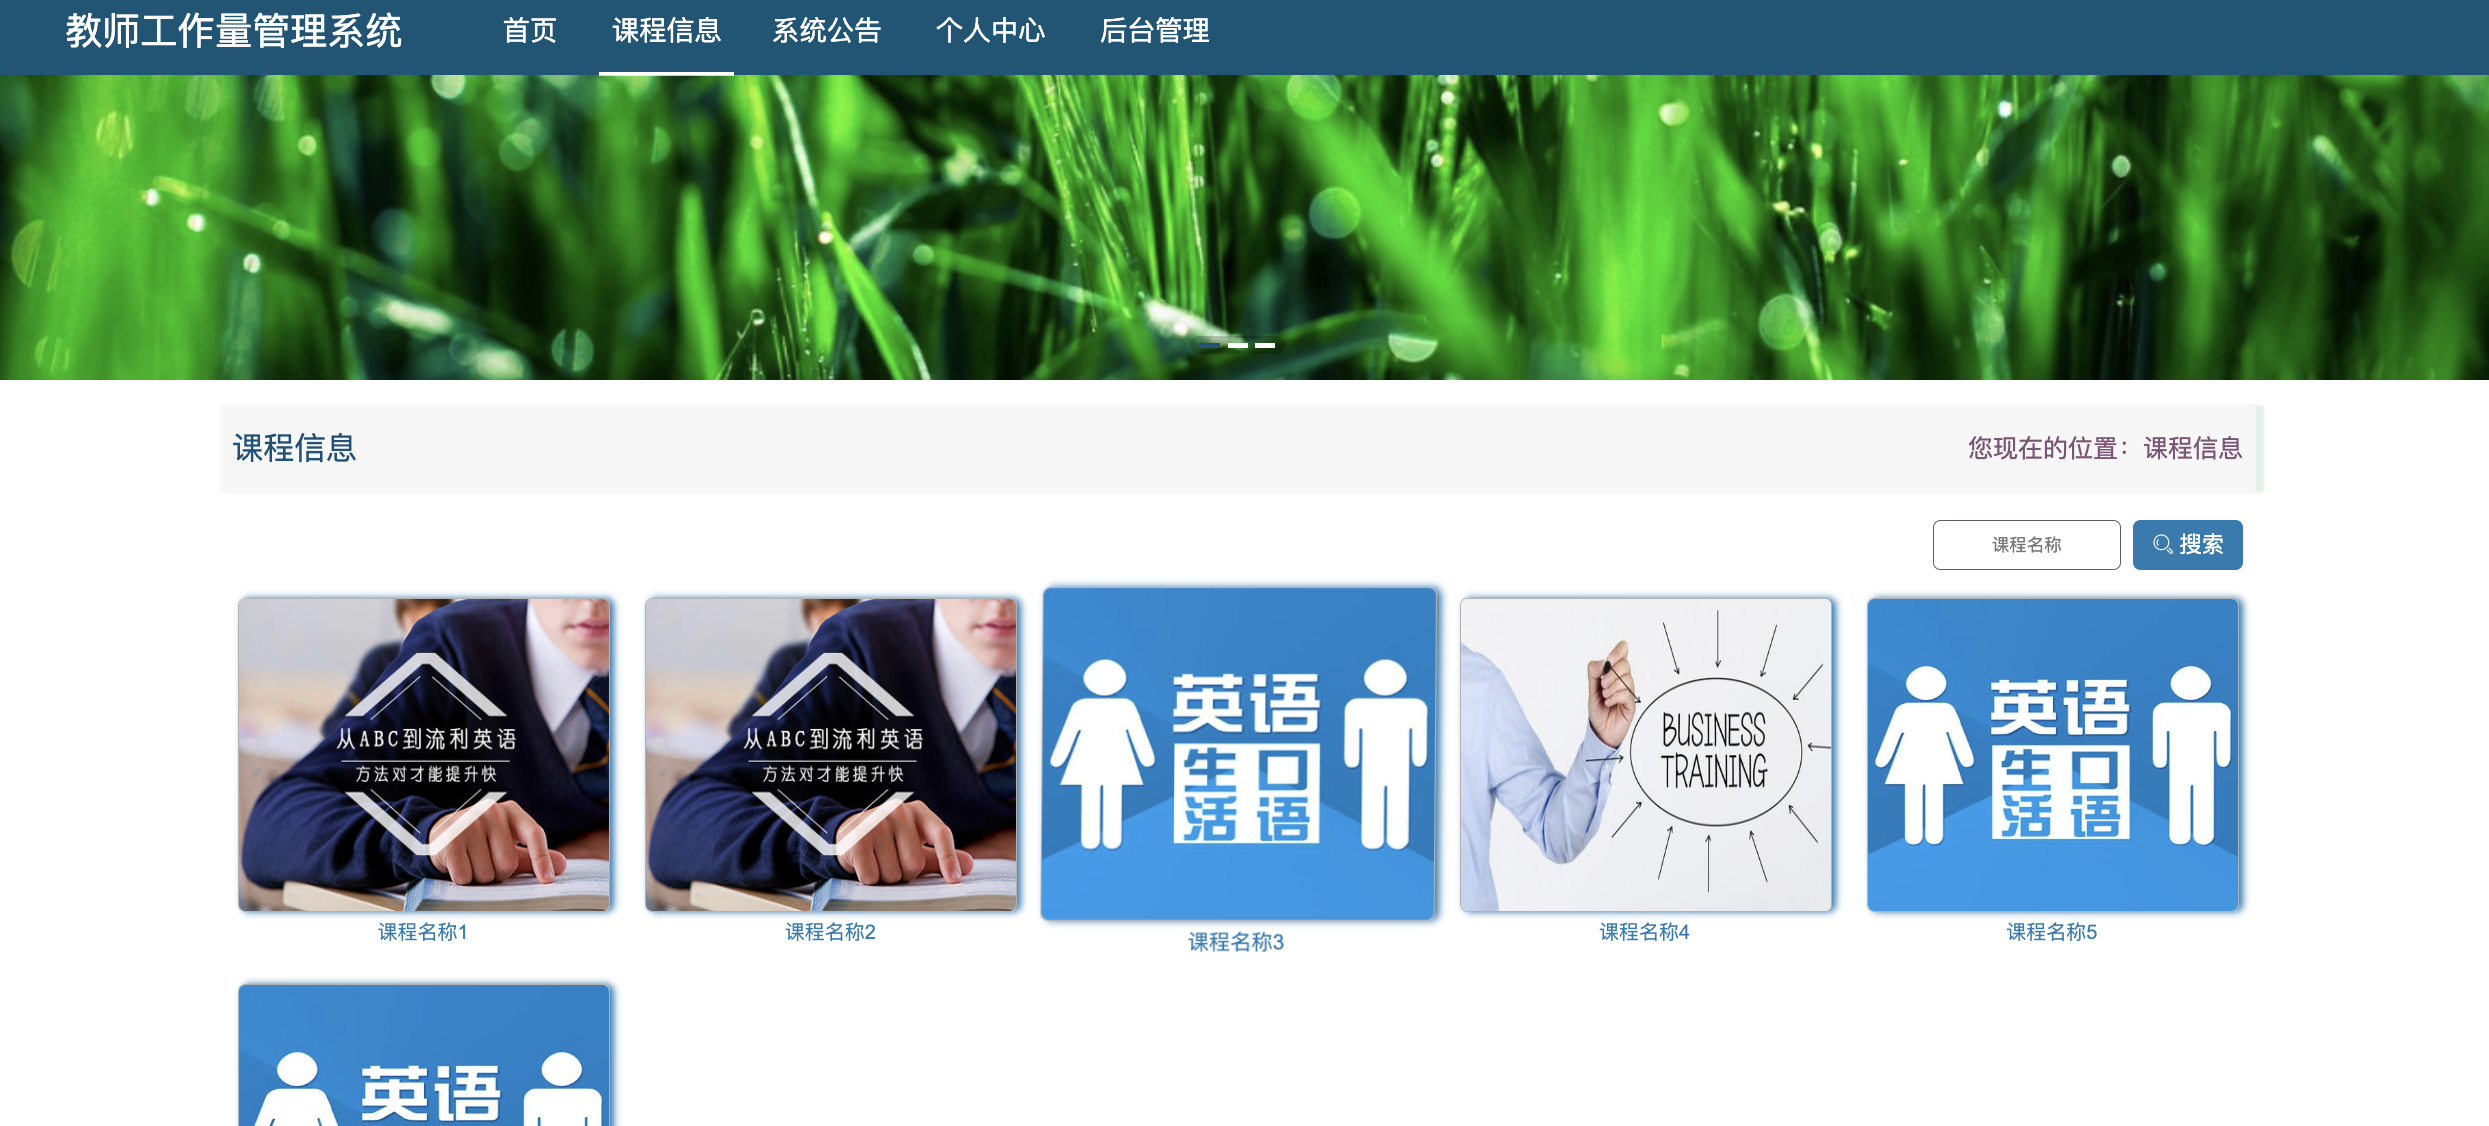 教师工作量管理系统 首页 课程信息 系统公告 个人中心 后台管理
课程信息 您现在的位置：课程信息
课程名称 搜索
从ABC到流利英语
方法对才能提升快
课程名称1
从ABC到流利英语
方法对才能提升快
课程名称2
英语
生活口语
课程名称3
BUSINESS
TRAINING
课程名称4
英语
生活口语
课程名称5
英语